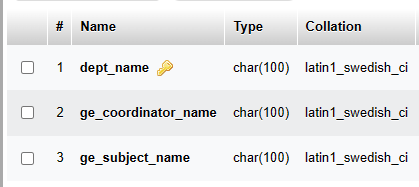 # Name Type Collation
1 dept_name char(100) latin1_swedish_ci
2 ge_coordinator_name char(100) latin1_swedish_ci
3 ge_subject_name char(100) latin1_swedish_ci